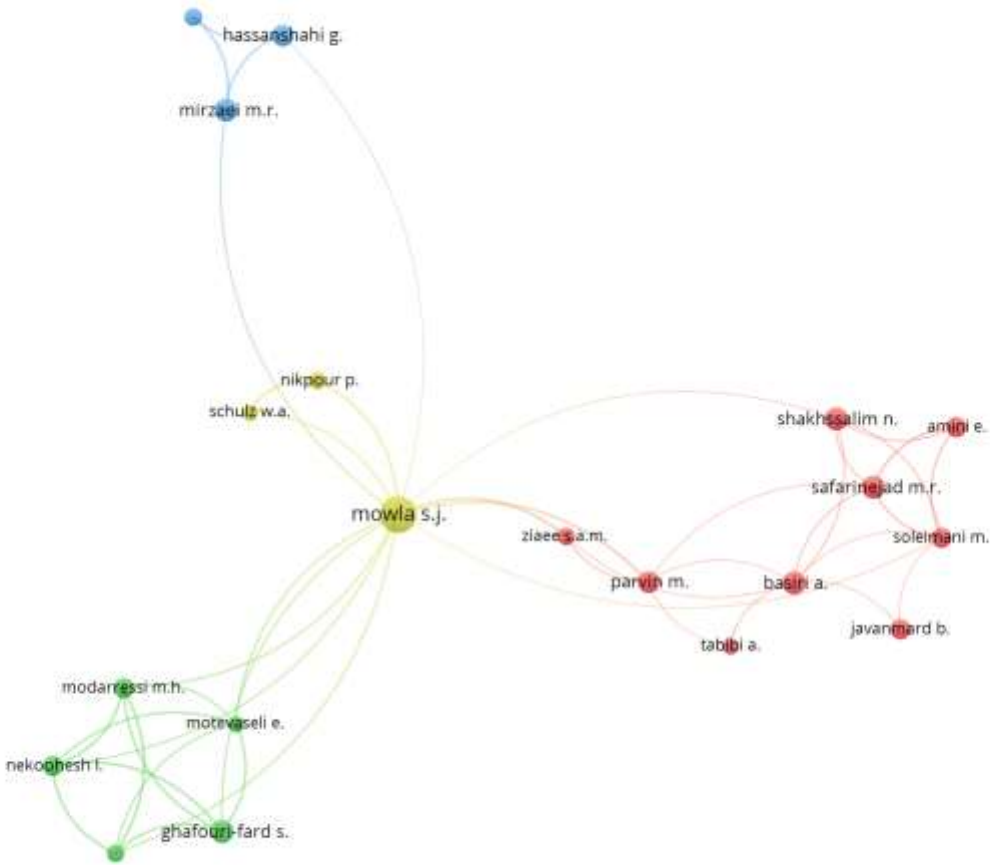 hassanshahi g.
mirzaei m.r.
nikpour p.
schulz w.a.
shakhssalim n.
amini e.
safarinejad m.r.
mowla s.j.
ziaee s.a.m.
soleimani m.
parvin m.
basiri a.
javanmard b.
tabibi a.
modarressi m.h.
motevaseli e.
nekoohesh l.
ghafouri-fard s.